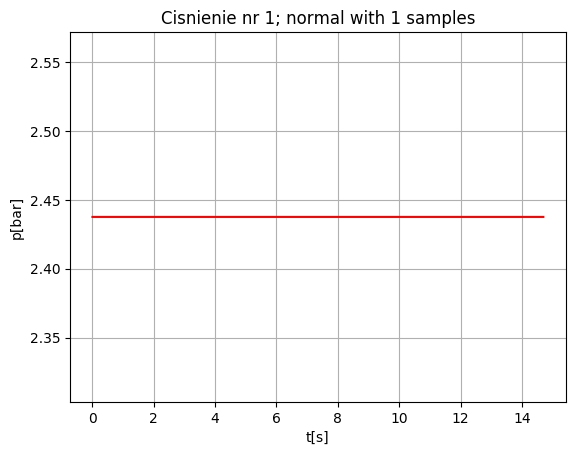 Cisnienie nr 1; normal with 1 samples
2.55
2.50
2.45
2.40
2.35
p[bar]
0 2 4 6 8 10 12 14
t[s]